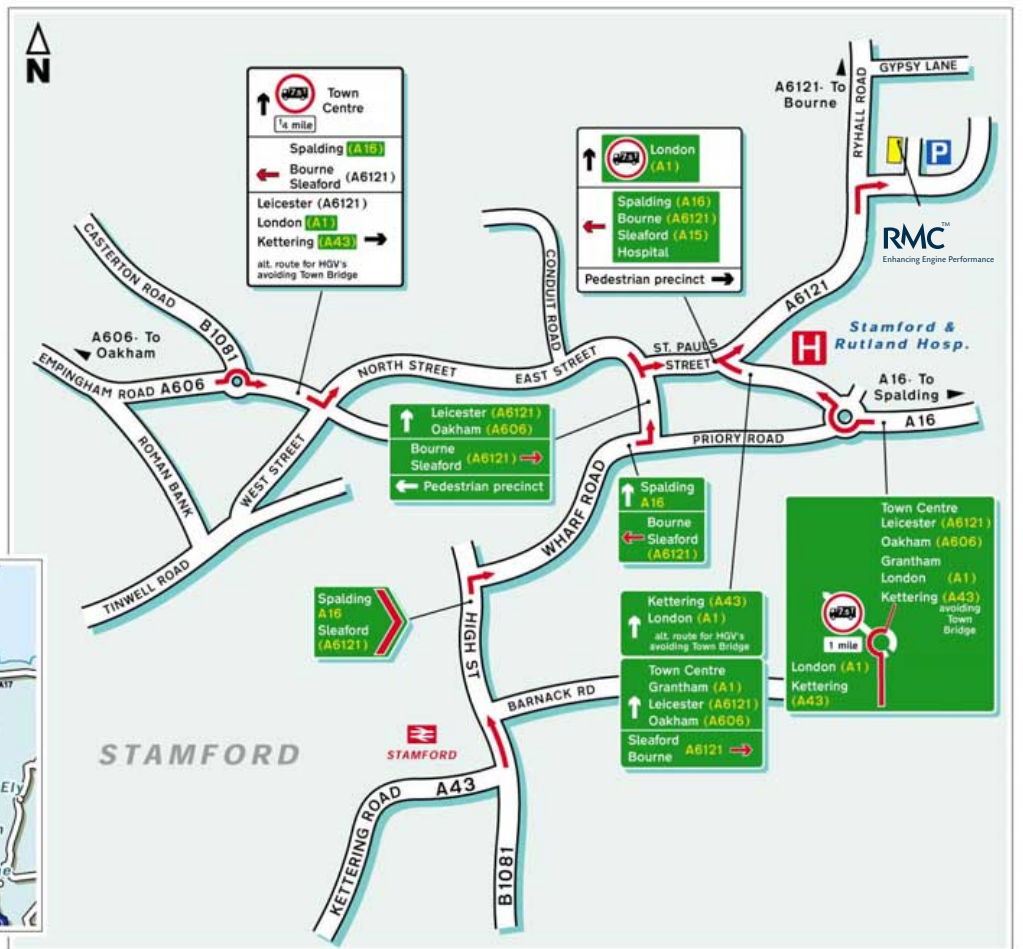 N
7.5T
Town
Centre
1/4 mile
Spalding (A16)
Bourne
Sleaford (A6121)
Leicester (A6121)
London (A1)
Kettering (A43)
alt. route for HGV's
avoiding Town Bridge
London
(A1)
Spalding (A16)
Bourne (A6121)
Sleaford (A15)
Hospital
Pedestrian precinct
A6121- To
Bourne
GYPSY LANE
RYHALL ROAD
P
RMC™
Enhancing Engine Performance
A6121
CASTERTON ROAD
B1081
A606- To
Oakham
EMPINGHAM ROAD A606
ROMAN BANK
WEST STREET
TINWELL ROAD
NORTH STREET
EAST STREET
CONDUIT ROAD
ST. PAULS
STREET
H
Stamford &
Rutland Hosp.
A16- To
Spalding
A16
PRIORY ROAD
Leicester (A6121)
Oakham (A606)
Bourne
Sleaford (A6121)
Pedestrian precinct
WHARF ROAD
Spalding
A16
Bourne
Sleaford
(A6121)
Spalding
A16
Sleaford
(A6121)
HIGH ST
BARNACK RD
Kettering (A43)
London (A1)
alt. route for HGV's
avoiding Town Bridge
Town Centre
Grantham (A1)
Leicester (A6121)
Oakham (A606)
Sleaford
Bourne A6121
Town Centre
Leicester (A6121)
Oakham (A606)
Grantham
London (A1)
Kettering (A43)
avoiding
Town
Bridge
1 mile
London (A1)
Kettering
(A43)
STAMFORD
STAMFORD
KETTERING ROAD
A43
B1081
A17
Ely